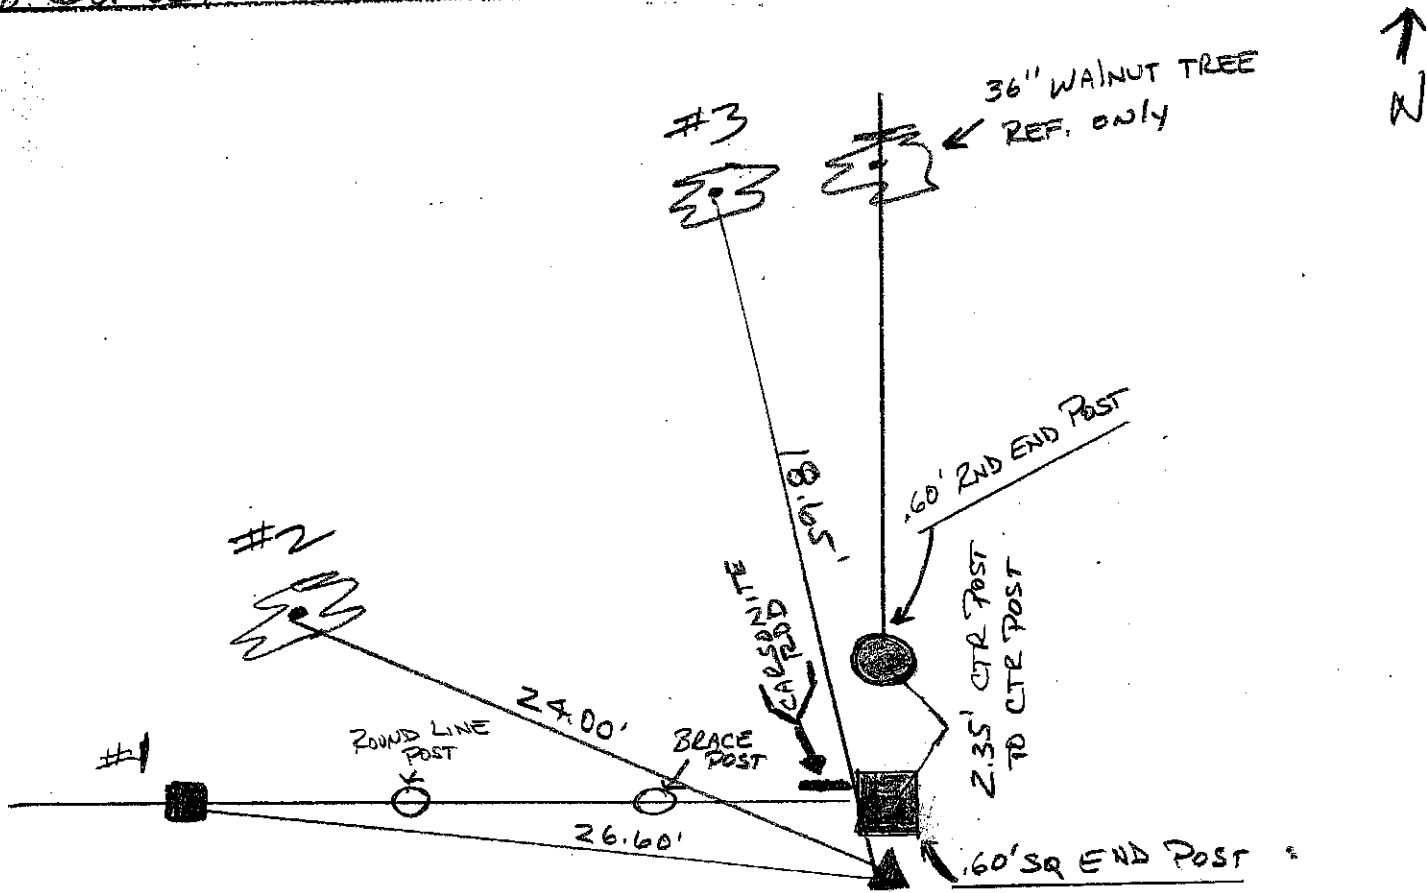 N
36" WALNUT TREE
REF. ONLY
#3
18.65'
.60' RND END POST
#2
CARSONITE
ROD
2.35' CTR POST
TO CTR POST
24.00'
ROUND LINE
POST
BRACE
POST
#1
26.60'
.60' SQ END POST